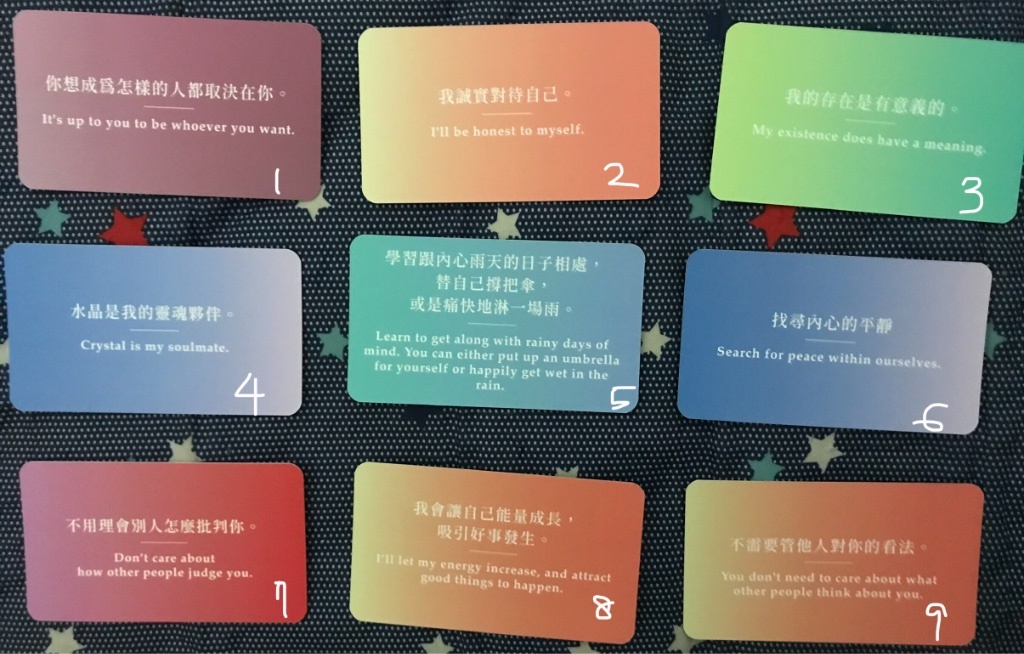 你想成為怎樣的人都取決在你。
It's up to you to be whoever you want.
1
我誠實對待自己。
I'll be honest to myself.
2
我的存在是有意義的。
My existence does have a meaning.
3
水晶是我的靈魂夥伴。
Crystal is my soulmate.
4
學習跟內心雨天的日子相處，
替自己撐把傘，
或是痛快地淋一場雨。
Learn to get along with rainy days of
mind. You can either put up an umbrella
for yourself or happily get wet in the
rain.
5
找尋內心的平靜
Search for peace within ourselves.
6
不用理會別人怎麼批判你。
Don't care about
how other people judge you.
7
我會讓自己能量成長，
吸引好事發生。
I'll let my energy increase, and attract
good things to happen.
8
不需要管他人對你的看法。
You don't need to care about what
other people think about you.
9